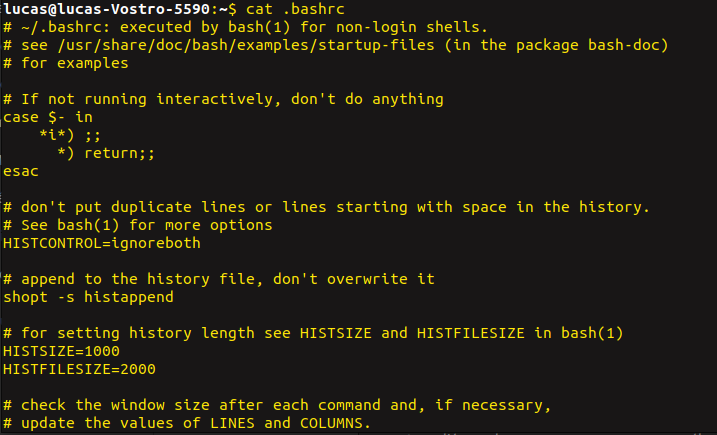 lucas@lucas-Vostro-5590:~$ cat .bashrc
# ~/.bashrc: executed by bash(1) for non-login shells.
# see /usr/share/doc/bash/examples/startup-files (in the package bash-doc)
# for examples

# If not running interactively, don't do anything
case $- in
    *i*) ;;
      *) return;;
esac

# don't put duplicate lines or lines starting with space in the history.
# See bash(1) for more options
HISTCONTROL=ignoreboth

# append to the history file, don't overwrite it
shopt -s histappend

# for setting history length see HISTSIZE and HISTFILESIZE in bash(1)
HISTSIZE=1000
HISTFILESIZE=2000

# check the window size after each command and, if necessary,
# update the values of LINES and COLUMNS.